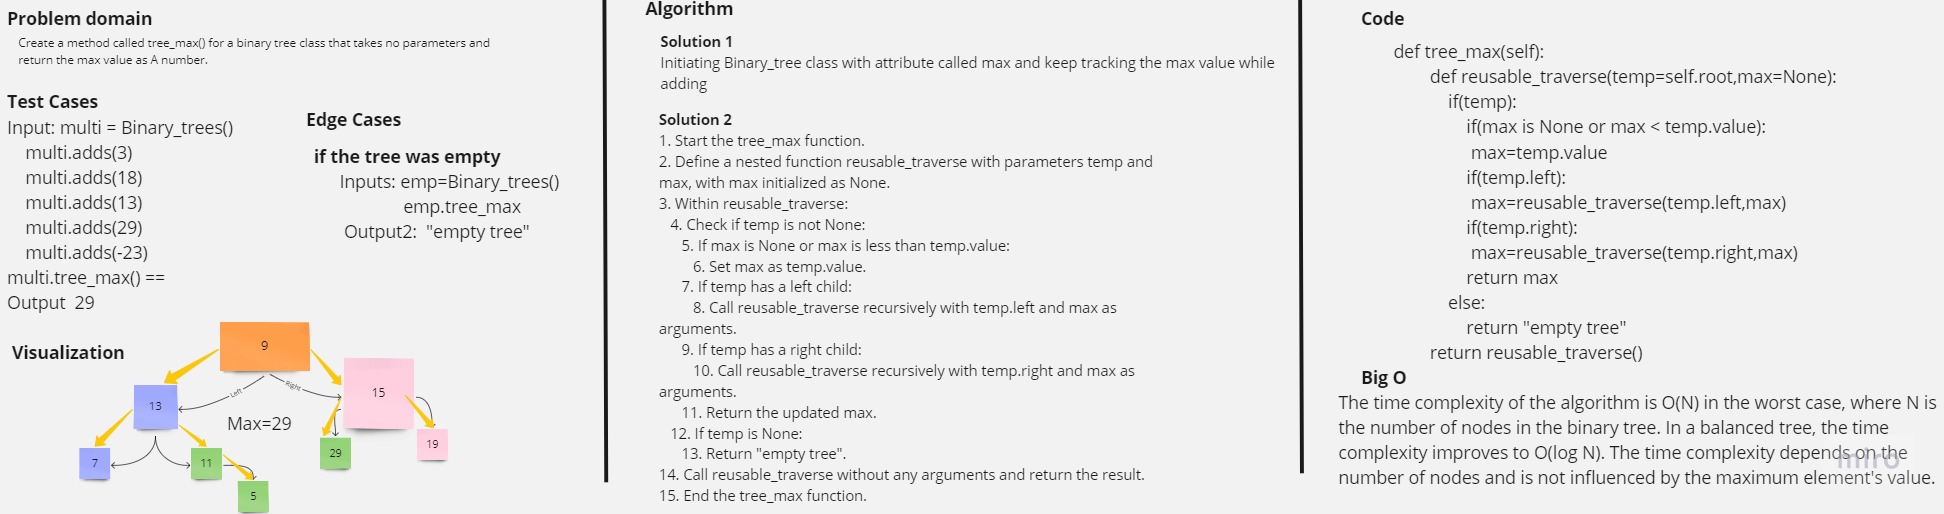 Problem domain
Create a method called tree_max() for a binary tree class that takes no parameters and
return the max value as A number.
Test Cases
Input: multi = Binary_trees()
multi.adds(3)
multi.adds(18)
multi.adds(13)
multi.adds(29)
multi.adds(-23)
multi.tree_max() ==
Output 29
Edge Cases
if the tree was empty
Inputs: emp=Binary_trees()
emp.tree_max
Output2: "empty tree"
Visualization
9
Left
Right
13
15
Max=29
7
11
29
19
5
Algorithm
Solution 1
Initiating Binary_tree class with attribute called max and keep tracking the max value while
adding
Solution 2
1. Start the tree_max function.
2. Define a nested function reusable_traverse with parameters temp and
max, with max initialized as None.
3. Within reusable_traverse:
4. Check if temp is not None:
5. If max is None or max is less than temp.value:
6. Set max as temp.value.
7. If temp has a left child:
8. Call reusable_traverse recursively with temp.left and max as
arguments.
9. If temp has a right child:
10. Call reusable_traverse recursively with temp.right and max as
arguments.
11. Return the updated max.
12. If temp is None:
13. Return "empty tree".
14. Call reusable_traverse without any arguments and return the result.
15. End the tree_max function.
Code
def tree_max(self):
def reusable_traverse(temp=self.root,max=None):
if(temp):
if(max is None or max < temp.value):
max=temp.value
if(temp.left):
max=reusable_traverse(temp.left,max)
if(temp.right):
max=reusable_traverse(temp.right,max)
return max
else:
return "empty tree"
return reusable_traverse()
Big O
The time complexity of the algorithm is O(N) in the worst case, where N is
the number of nodes in the binary tree. In a balanced tree, the time
complexity improves to O(log N). The time complexity depends on the
number of nodes and is not influenced by the maximum element's value.
miro